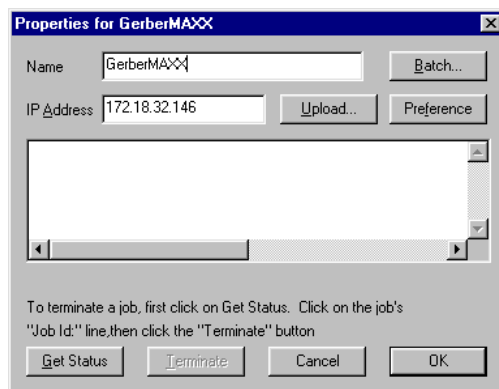 Properties for GerberMAXX
Name GerberMAXX Batch...
IP Address 172.18.32.146 Upload... Preference
To terminate a job, first click on Get Status. Click on the job's
"Job Id:" line,then click the "Terminate" button
Get Status Terminate Cancel OK